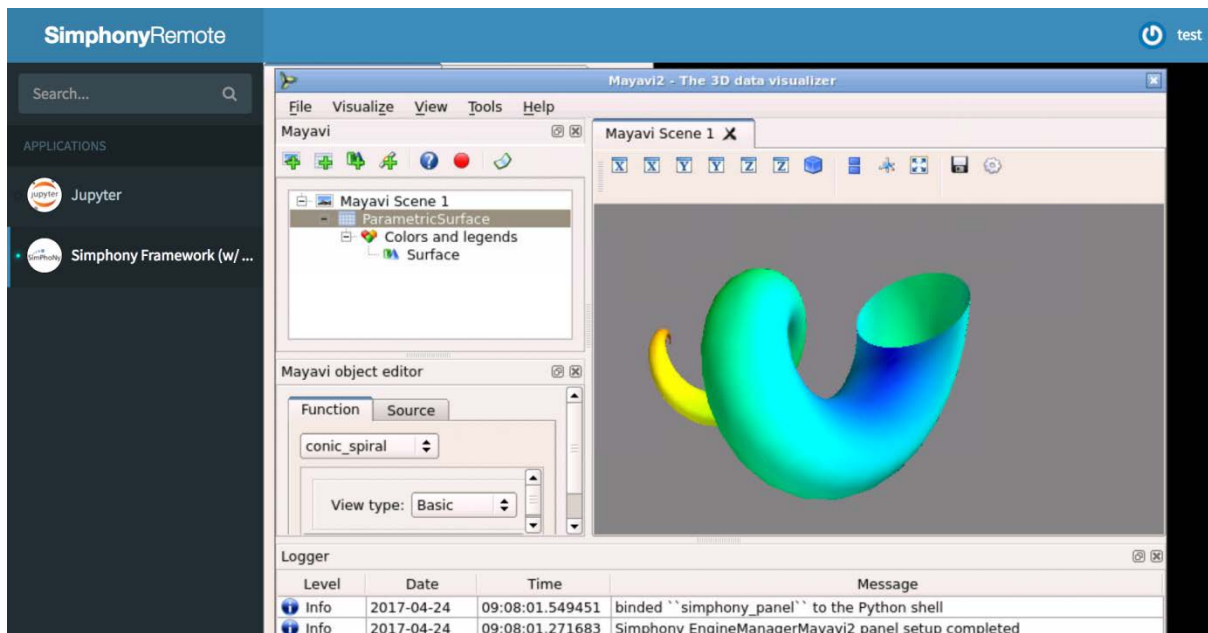 SimphonyRemote
test
Search...
APPLICATIONS
jupyter
Jupyter
SimPhoNy
Simphony Framework (w/ ...
Mayavi2 - The 3D data visualizer
File Visualize View Tools Help
Mayavi
Mayavi Scene 1
ParametricSurface
Colors and legends
Surface
Mayavi object editor
Function Source
conic_spiral
View type: Basic
Mayavi Scene 1
X X Y Y Z Z
Logger
Level Date Time Message
Info 2017-04-24 09:08:01.549451 binded ``simphony_panel`` to the Python shell
Info 2017-04-24 09:08:01.271683 Simphony EngineManagerMayavi2 panel setup completed